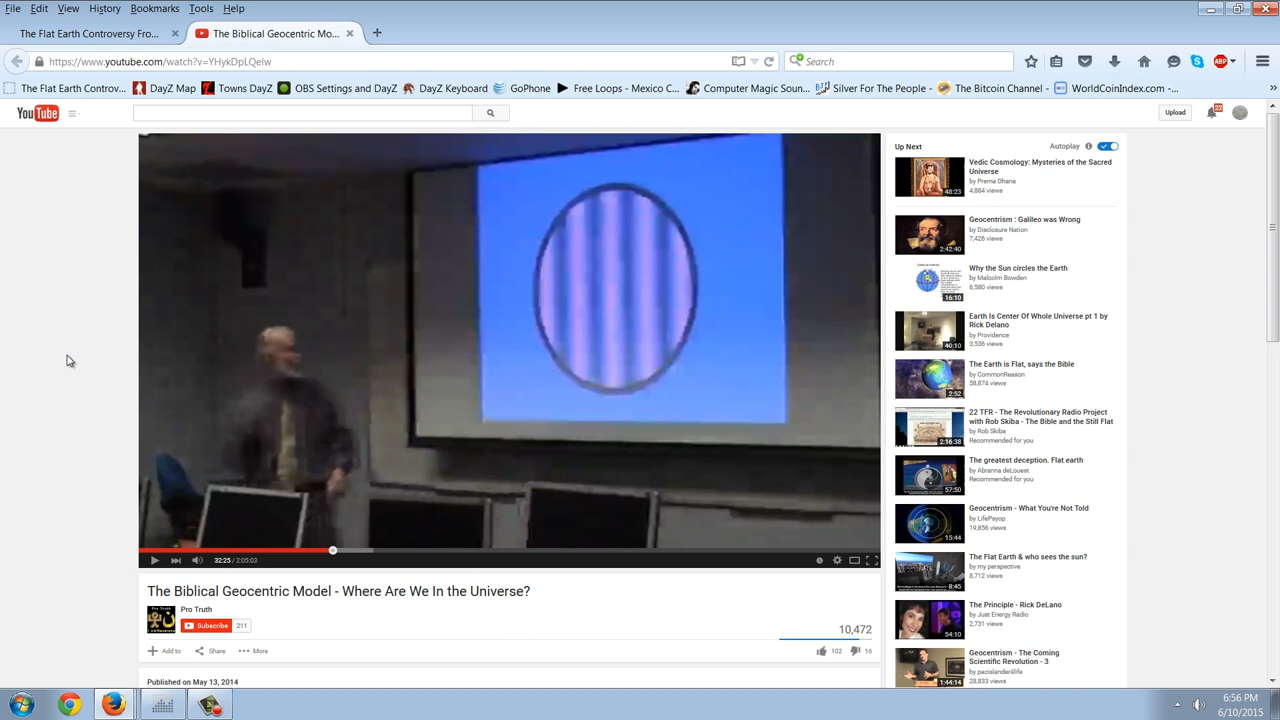 File Edit View History Bookmarks Tools Help
The Flat Earth Controversy Fro... × The Biblical Geocentric Mo... × +
https://www.youtube.com/watch?v=YHykDpLQeIw Search ABP
The Flat Earth Controv... DayZ Map Towns DayZ OBS Settings and DayZ DayZ Keyboard GoPhone Free Loops - Music C... Computer Magic Soun... Silver For The People - ... The Bitcoin Channel - WorldCoinIndex.com -... »
YouTube Upload 22
Up Next Autoplay
Vedic Cosmology: Mysteries of the Sacred
Universe
by Prema Dhana
4,884 views
48:23
Geocentrism : Galileo was Wrong
by Disclosure Nation
7,426 views
2:42:40
Why the Sun circles the Earth
by Malcolm Bowden
6,580 views
16:10
Earth Is Center Of Whole Universe pt 1 by
Rick Delano
by Providence
3,536 views
40:10
The Earth is Flat, says the Bible
by CommonReason
58,874 views
2:52
22 TFR - The Revolutionary Radio Project
with Rob Skiba - The Bible and the Still Flat
by Rob Skiba
Recommended for you
2:16:38
The greatest deception. Flat earth
by Abranna deLouest
Recommended for you
57:50
Geocentrism - What You're Not Told
by LifePsyop
19,856 views
15:44
The Flat Earth & who sees the sun?
by my perspective
8,712 views
8:45
The Principle - Rick DeLano
by Just Energy Radio
2,731 views
54:10
Geocentrism - The Coming
Scientific Revolution - 3
by pacislander4life
28,833 views
1:44:14
32:25 / 2:05:03
The Biblical Geocentric Model - Where Are We In The Universe?
Pro Truth
Subscribe 211
10,472
Add to Share More 102 16
Published on May 13, 2014
6:56 PM
6/10/2015